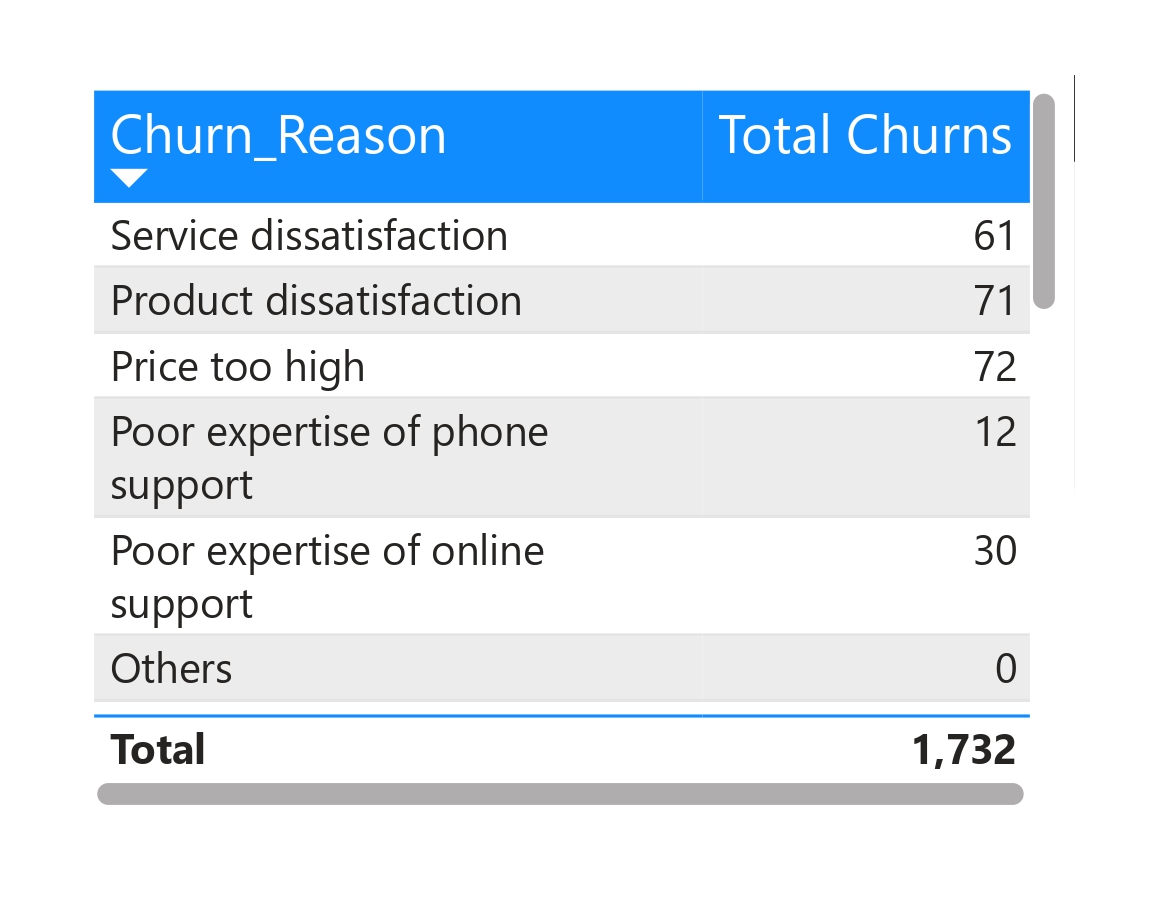 Churn_Reason Total Churns
Service dissatisfaction 61
Product dissatisfaction 71
Price too high 72
Poor expertise of phone 12
support
Poor expertise of online 30
support
Others 0
Total 1,732